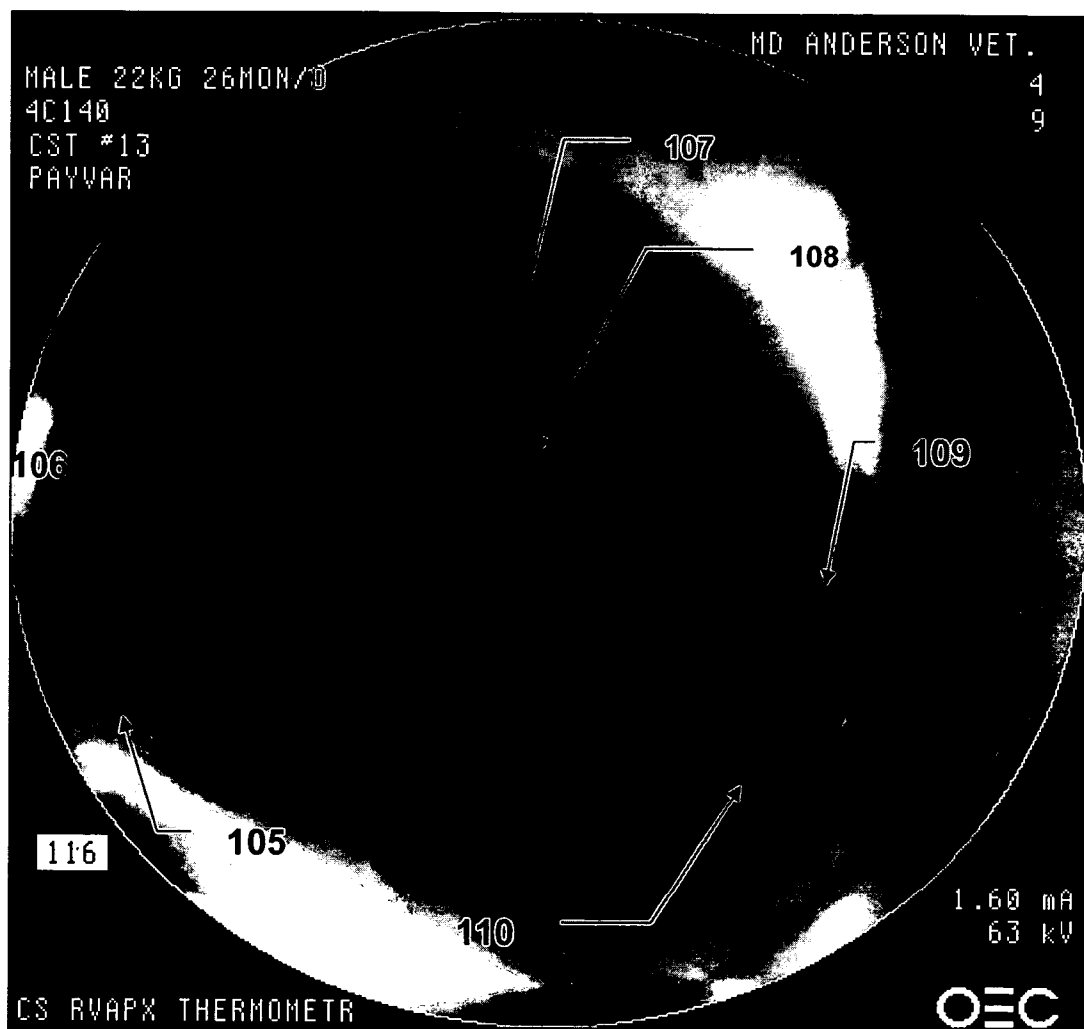 MD ANDERSON VET.
MALE 22KG 26MON/O
4
4C140
9
CST #13
PAYVAR
107
108
106
109
105
116
110
1.60 mA
63 kV
CS RVAPX THERMOMETR
OEC